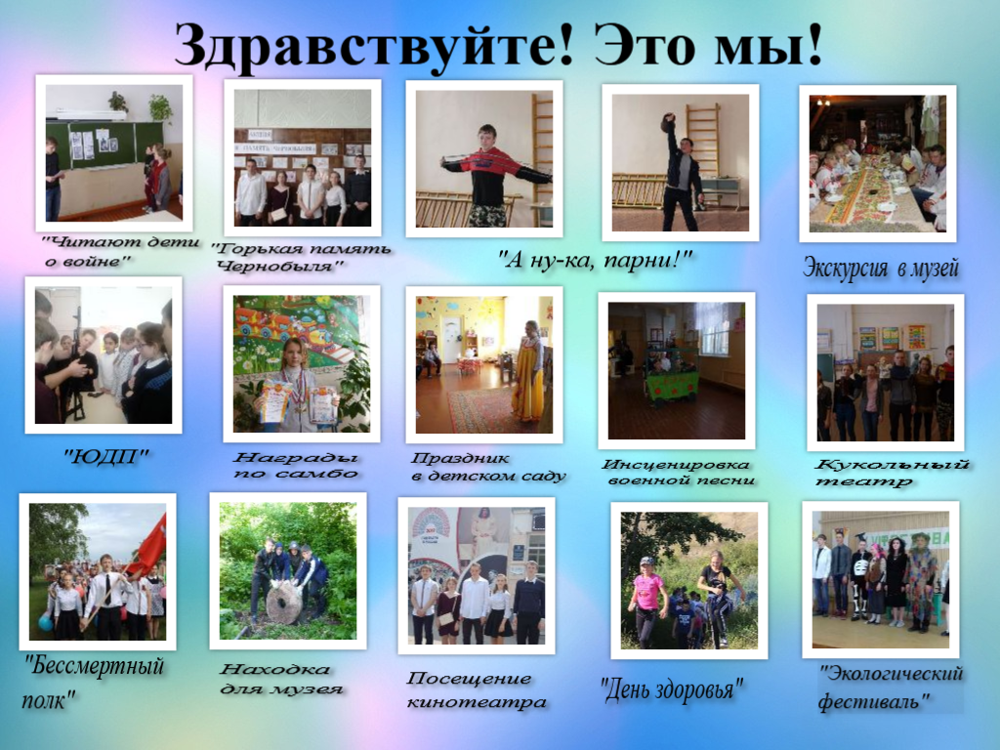 Здравствуйте! Это мы!
"Читают дети
о войне"
"Горькая память
Чернобыля"
"А ну-ка, парни!"
Экскурсия в музей
"ЮДП"
Награды
по самбо
Праздник
в детском саду
Инсценировка
военной песни
Кукольный
театр
"Бессмертный
полк"
Находка
для музея
Посещение
кинотеатра
"День здоровья"
"Экологический
фестиваль"